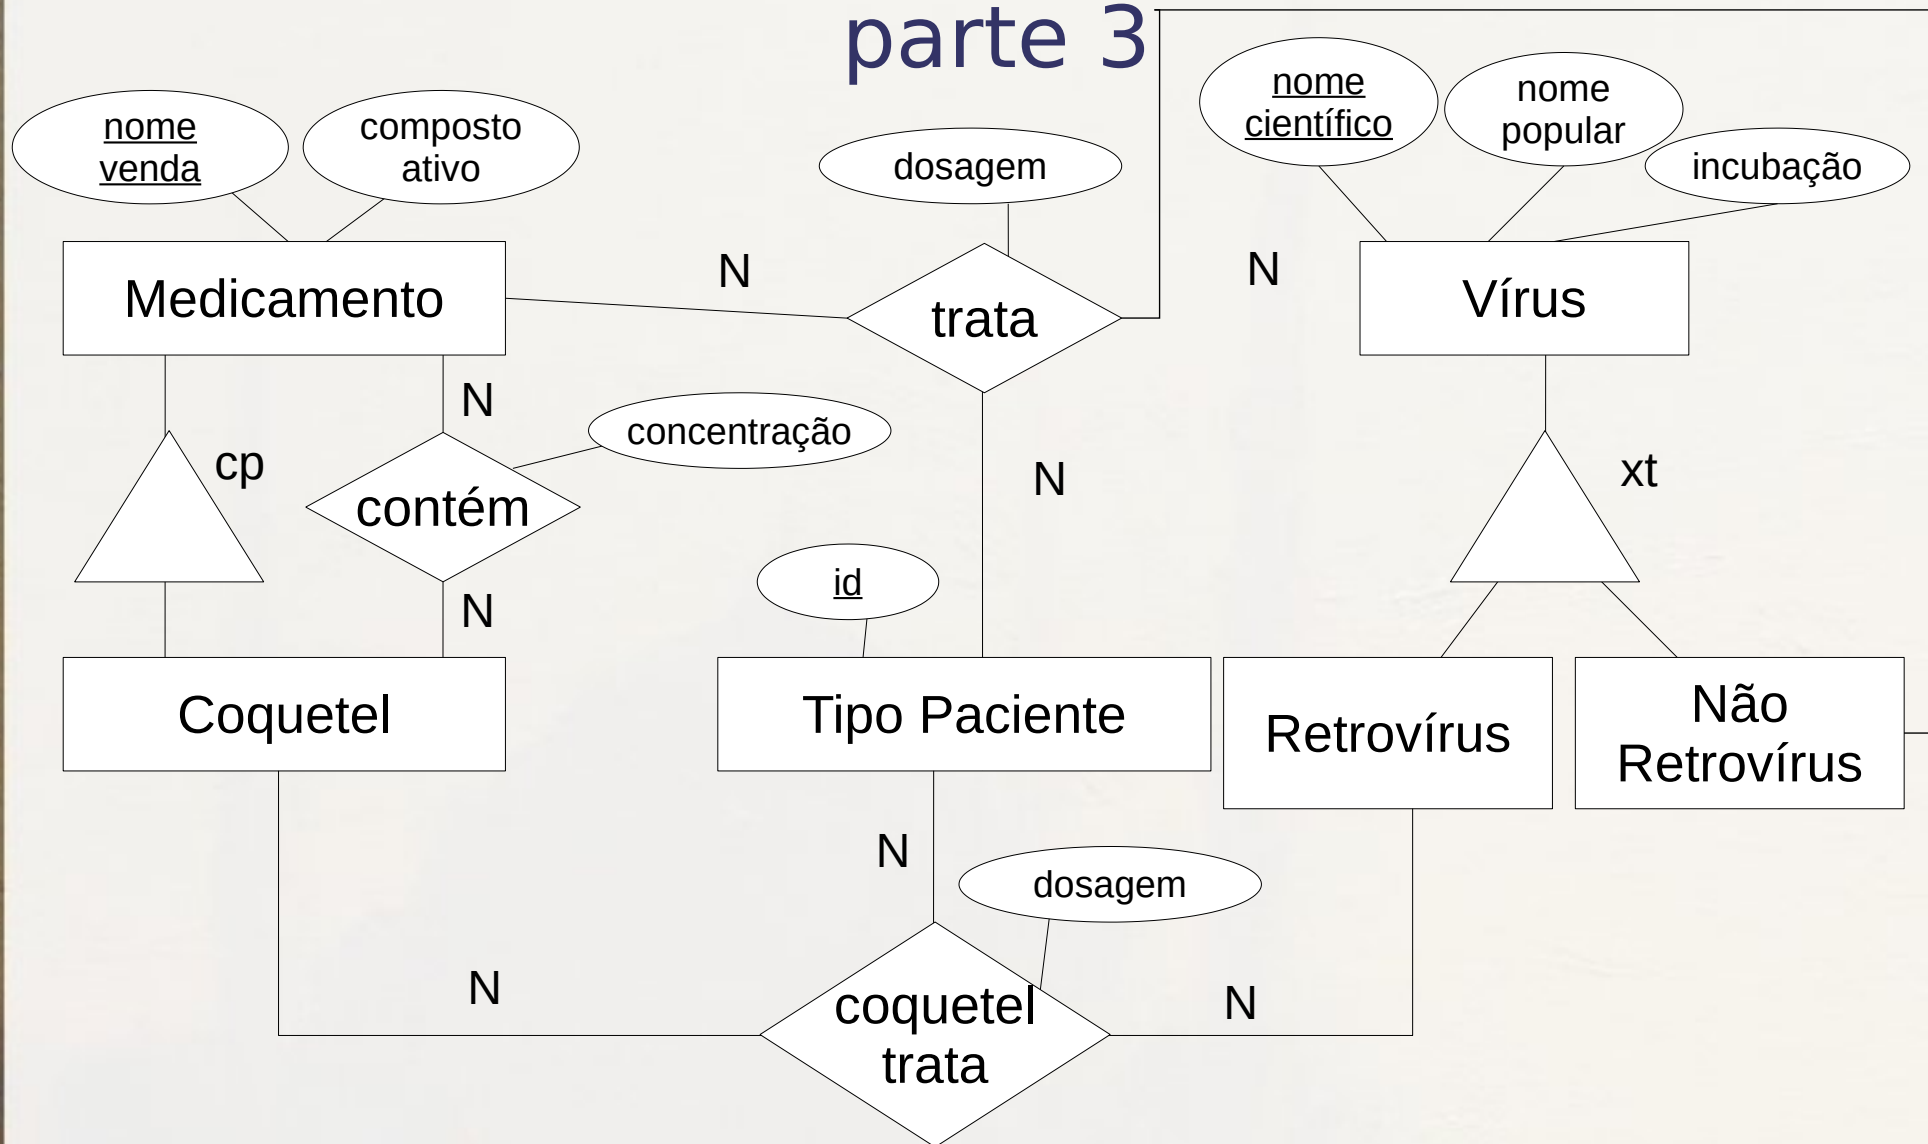 parte 3
nome
venda
composto
ativo
dosagem
nome
científico
nome
popular
incubação
Medicamento
N
trata
N
Vírus
N
cp
contém
concentração
N
xt
N
id
Coquetel
Tipo Paciente
Retrovírus
Não
Retrovírus
N
dosagem
N
coquetel
trata
N